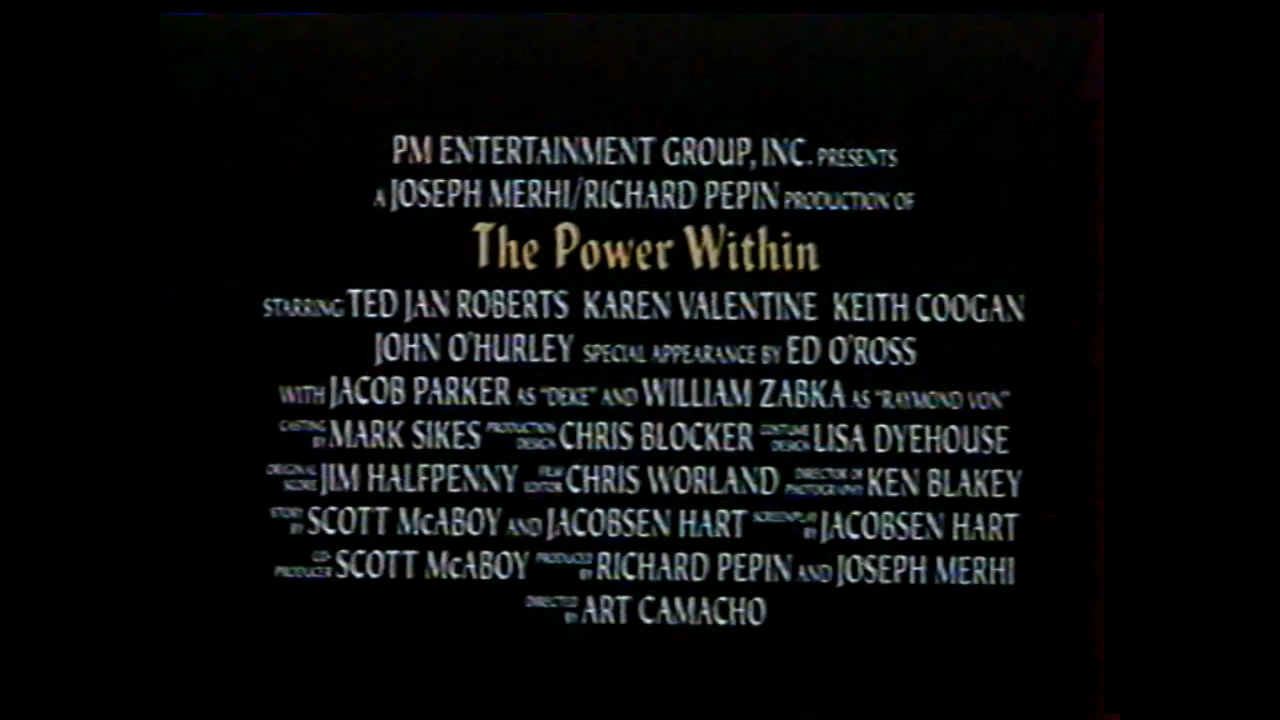 PM ENTERTAINMENT GROUP, INC. PRESENTS
A JOSEPH MERHI/RICHARD PEPIN PRODUCTION OF
The Power Within
STARRING TED JAN ROBERTS KAREN VALENTINE KEITH COOGAN
JOHN O'HURLEY SPECIAL APPEARANCE BY ED O'ROSS
WITH JACOB PARKER AS "DEKE" AND WILLIAM ZABKA AS "RAYMOND VON"
CASTING BY MARK SIKES PRODUCTION DESIGN CHRIS BLOCKER COSTUME DESIGN LISA DYEHOUSE
ORIGINAL SCORE JIM HALFPENNY FILM EDITOR CHRIS WORLAND DIRECTOR OF PHOTOGRAPHY KEN BLAKEY
STORY BY SCOTT McABOY AND JACOBSEN HART SCREENPLAY BY JACOBSEN HART
CO-PRODUCER SCOTT McABOY PRODUCED BY RICHARD PEPIN AND JOSEPH MERHI
DIRECTED BY ART CAMACHO